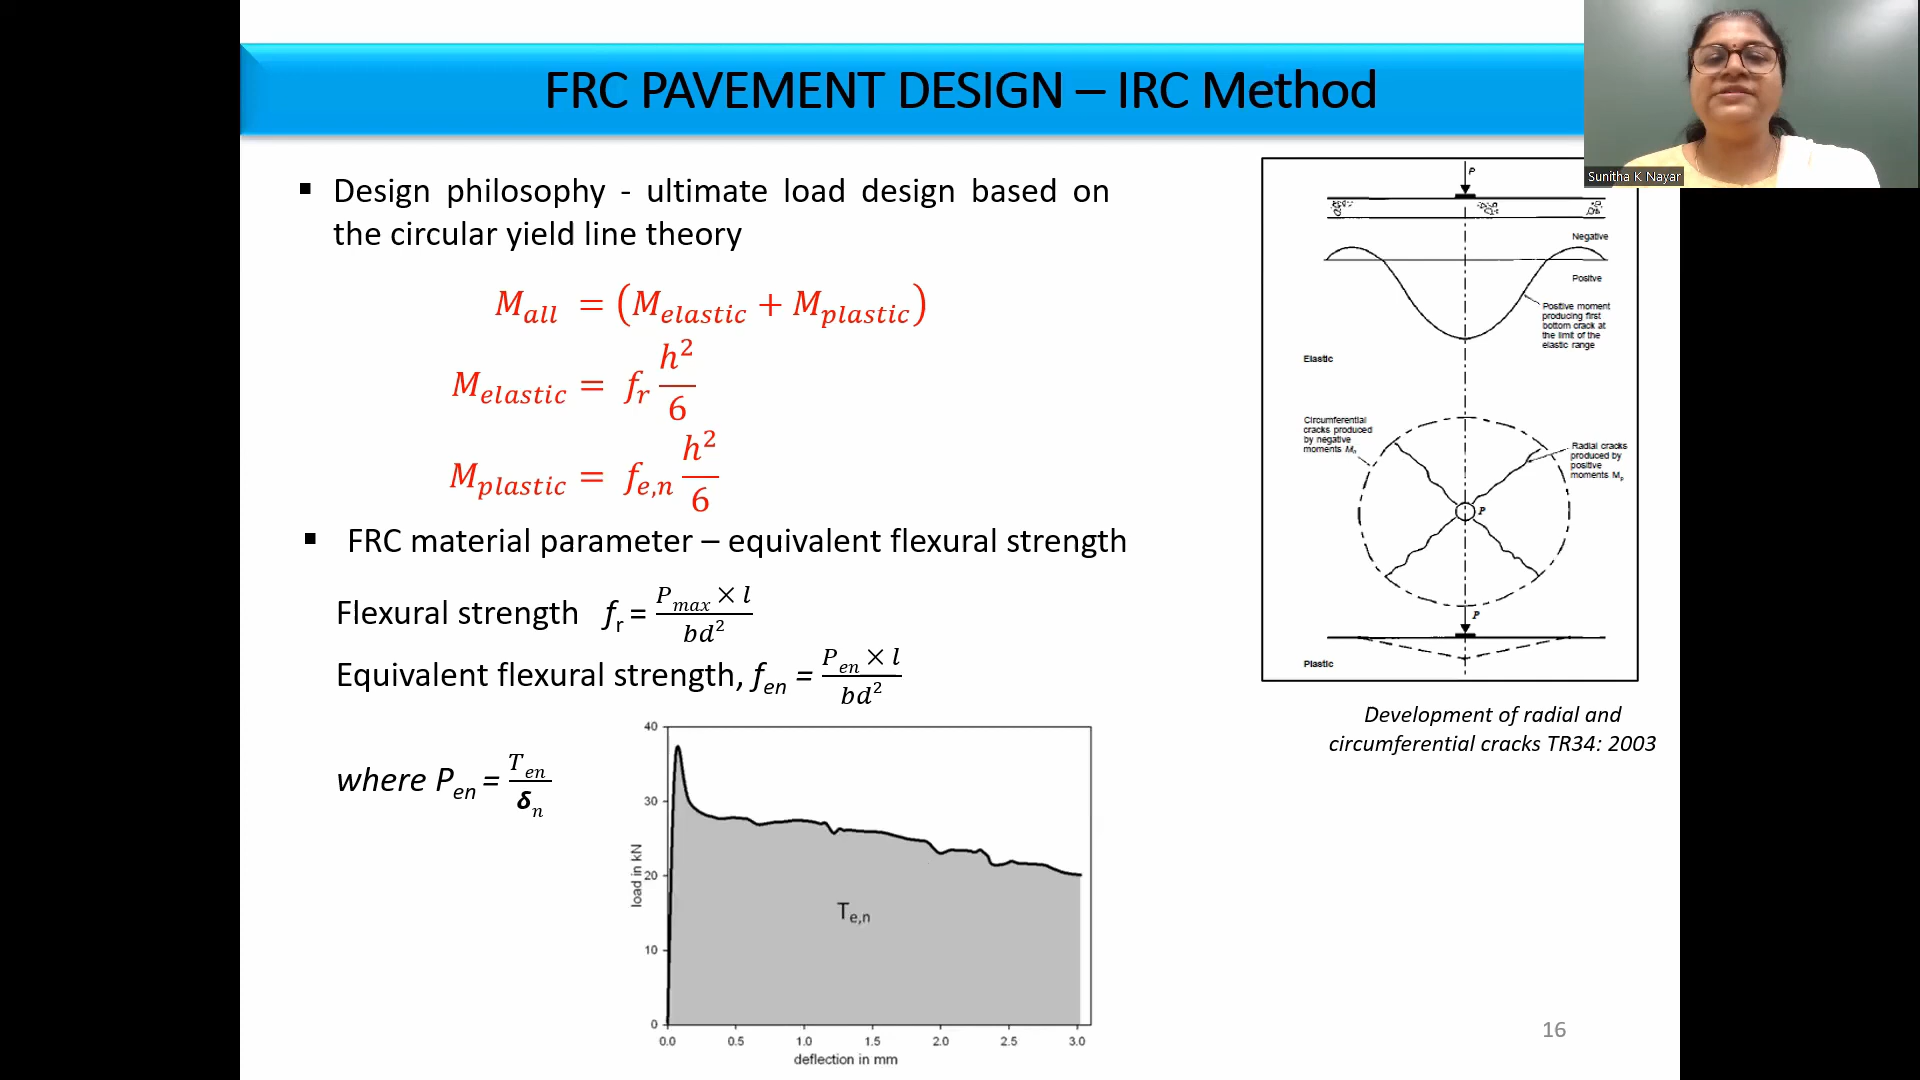 FRC PAVEMENT DESIGN – IRC Method
Sunitha K Nayar
▪ Design philosophy - ultimate load design based on
the circular yield line theory
M_all = (M_elastic + M_plastic)
M_elastic = f_r h²/6
M_plastic = f_e,n h²/6
▪ FRC material parameter – equivalent flexural strength
Flexural strength f_r = P_max × l / bd²
Equivalent flexural strength, f_en = P_en × l / bd²
where P_en = T_en / δ_n
40
30
20
10
0
load in kN
T_e,n
0.0 0.5 1.0 1.5 2.0 2.5 3.0
deflection in mm
P
Negative
Positve
Positive moment
producing first
bottom crack at
the limit of the
elastic range
Elastic
Circumferential
cracks produced
by negative
moments M_n
Radial cracks
produced by
positive
moments M_p
P
P
Plastic
Development of radial and
circumferential cracks TR34: 2003
16